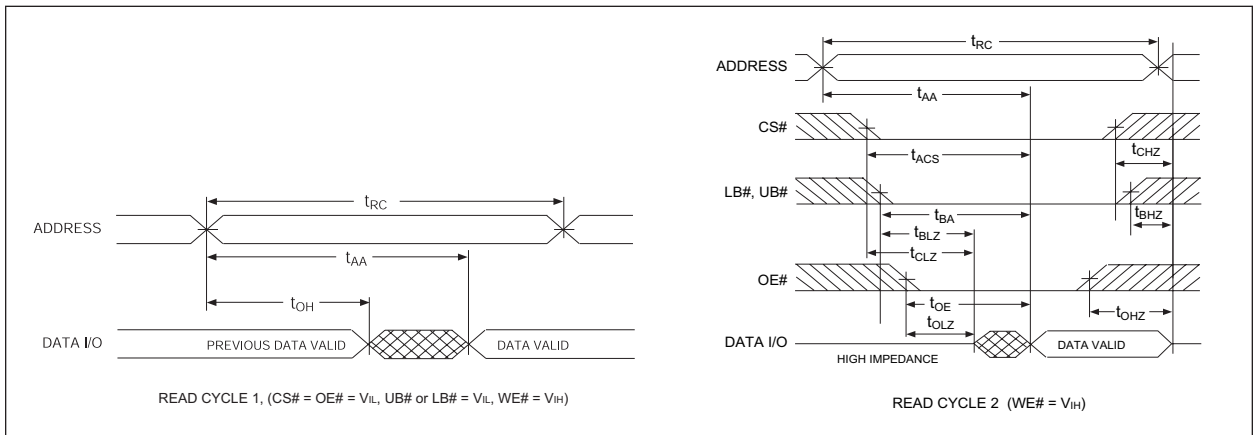 tRC
ADDRESS
tAA
tOH
DATA I/O
PREVIOUS DATA VALID
DATA VALID
READ CYCLE 1, (CS# = OE# = VIL, UB# or LB# = VIL, WE# = VIH)
tRC
ADDRESS
tAA
CS#
tACS
tCHZ
LB#, UB#
tBA
tBHZ
tBLZ
tCLZ
OE#
tOE
tOHZ
tOLZ
DATA I/O
HIGH IMPEDANCE
DATA VALID
READ CYCLE 2 (WE# = VIH)